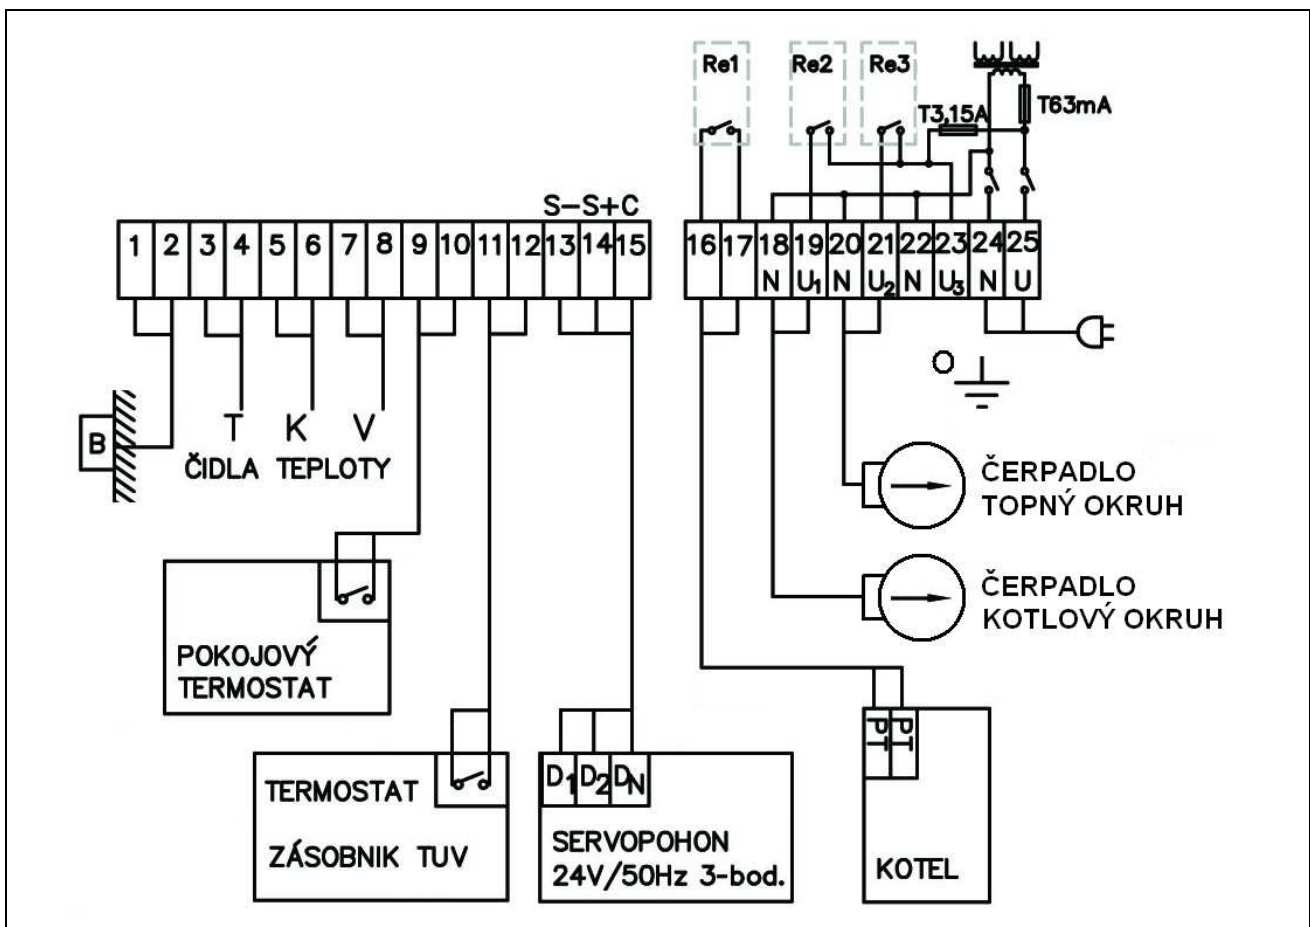 Re1 Re2 Re3
T3,15A T63mA
S- S+ C
1 2 3 4 5 6 7 8 9 10 11 12 13 14 15
16 17 18 19 20 21 22 23 24 25
N U1 N U2 N U3 N U
B
T K V
ČIDLA TEPLOTY
O
ČERPADLO
TOPNÝ OKRUH
ČERPADLO
KOTLOVÝ OKRUH
POKOJOVÝ
TERMOSTAT
TERMOSTAT
ZÁSOBNIK TUV
D1 D2 DN
SERVOPOHON
24V/50Hz 3-bod.
PT PT
KOTEL